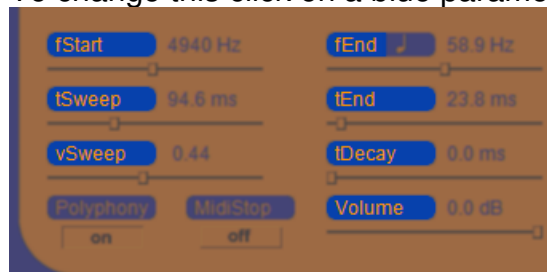 To change this click on a blue parame
fStart 4940 Hz fEnd ♩ 58.9 Hz
tSweep 94.6 ms tEnd 23.8 ms
vSweep 0.44 tDecay 0.0 ms
Polyphony MidiStop Volume 0.0 dB
on off